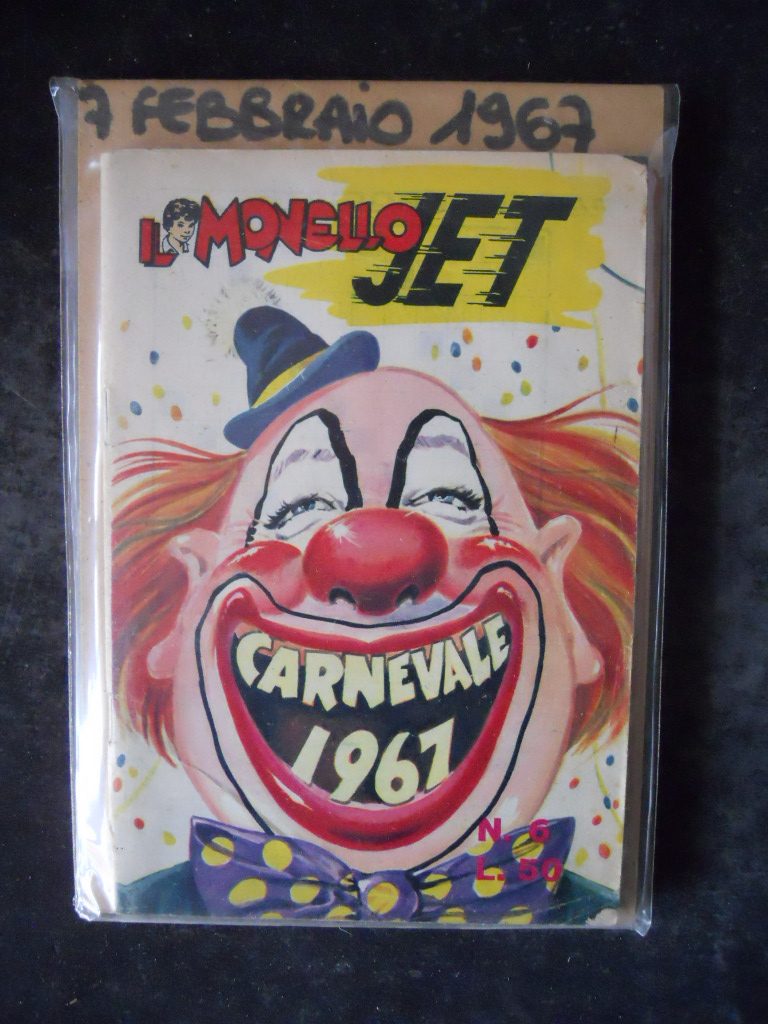 7 FEBBRAIO 1967
IL MONELLO JET
CARNEVALE
1967
N. 6
L. 50